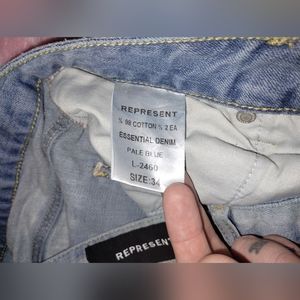 REPRESENT
% 98 COTTON % 2 EA
ESSENTIAL DENIM
PALE BLUE
L-2460
SIZE:34
REPRESENT